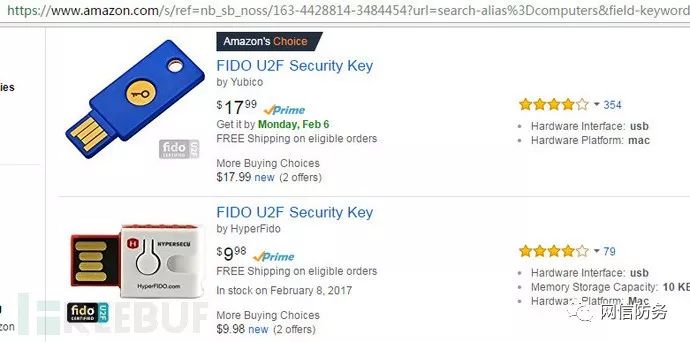 https://www.amazon.com/s/ref=nb_sb_noss/163-4428814-3484454?url=search-alias%3Dcomputers&field-keyword
Amazon's Choice
FIDO U2F Security Key
by Yubico
$17 99 Prime
Get it by Monday, Feb 6
FREE Shipping on eligible orders
More Buying Choices
$17.99 new (2 offers)
354
Hardware Interface: usb
Hardware Platform: mac
fido
CERTIFIED
U2F
ies
FIDO U2F Security Key
by HyperFido
$9 98 Prime
FREE Shipping on eligible orders
In stock on February 8, 2017
More Buying Choices
$9.98 new (2 offers)
79
Hardware Interface: usb
Memory Storage Capacity: 10 KB
Hardware Platform: Mac
H HYPERSECU
HyperFIDO.com
fido
CERTIFIED
U2F
zon
网信防务